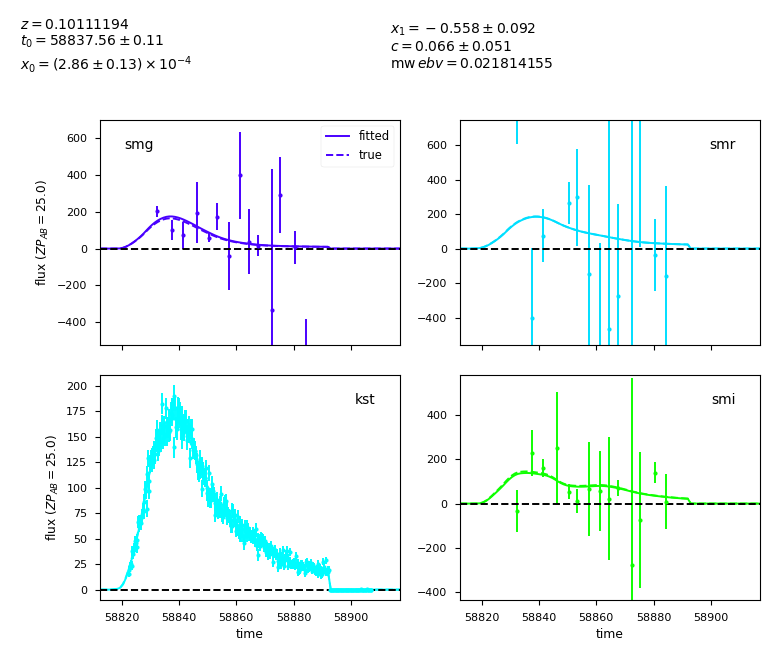 z = 0.10111194
t₀ = 58837.56 ± 0.11
x₀ = (2.86 ± 0.13) × 10⁻⁴
x₁ = −0.558 ± 0.092
c = 0.066 ± 0.051
mw ebv = 0.021814155
smg
fitted
true
flux (ZP_AB = 25.0)
600
400
200
0
−200
−400
smr
600
400
200
0
−200
−400
kst
flux (ZP_AB = 25.0)
200
175
150
125
100
75
50
25
0
58820 58840 58860 58880 58900
time
smi
400
200
0
−200
−400
58820 58840 58860 58880 58900
time